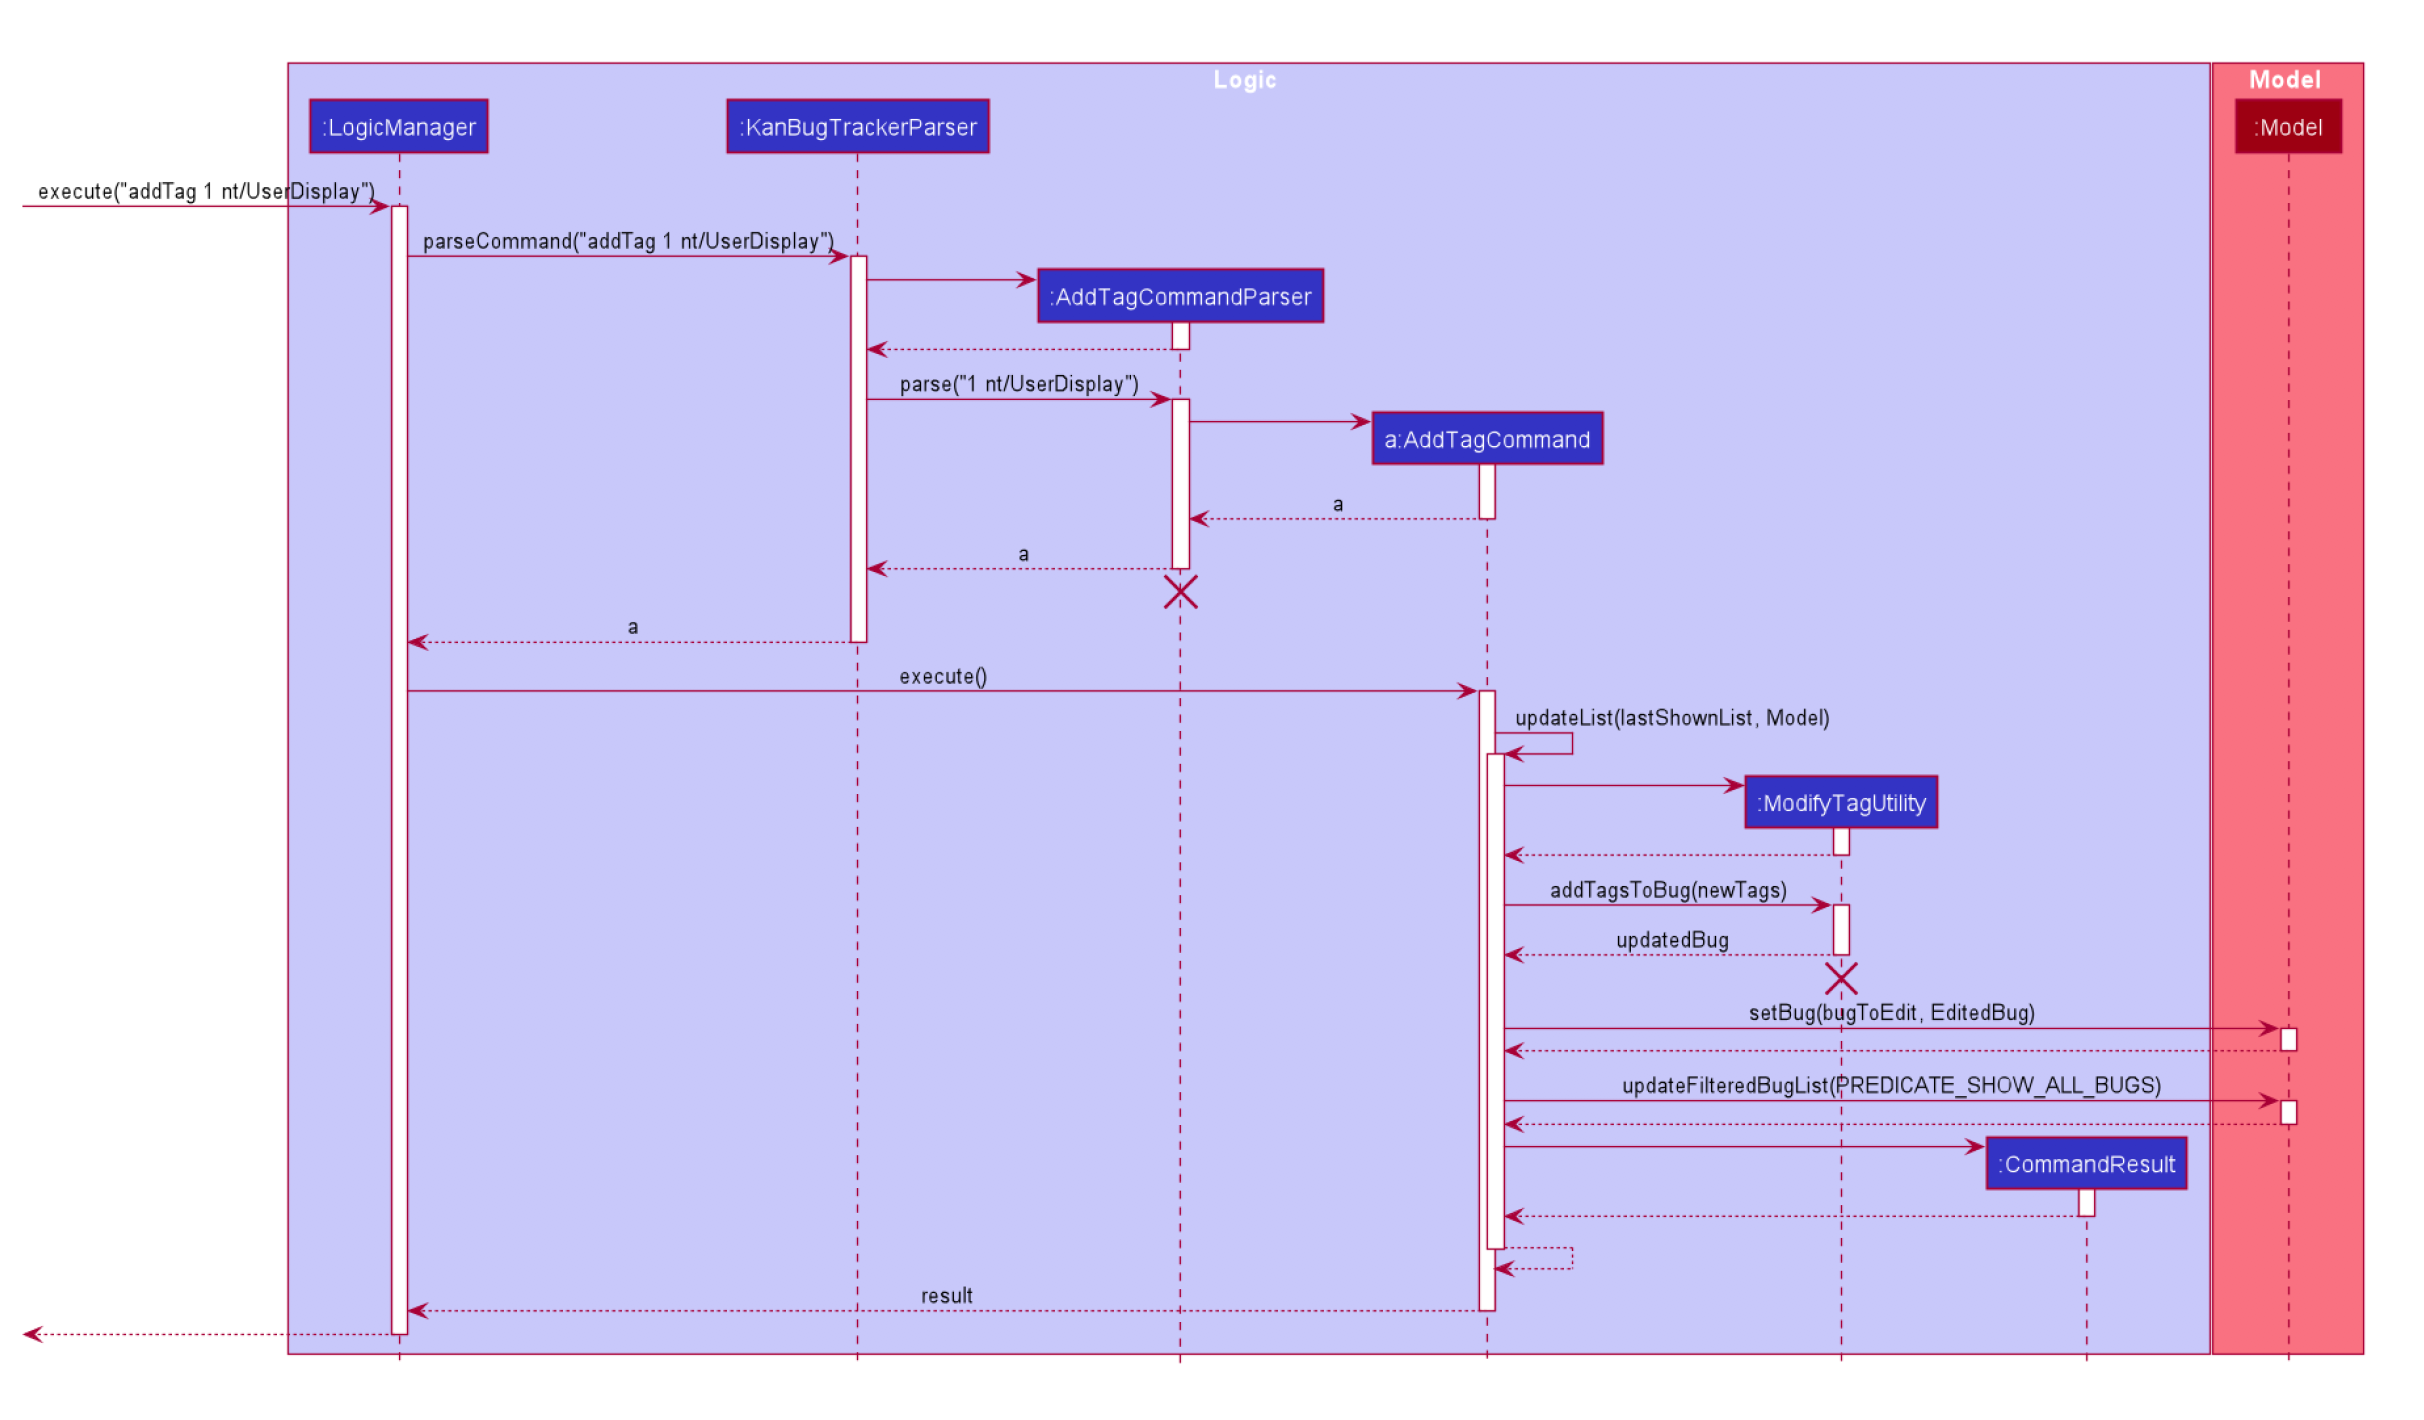 Logic
Model
:LogicManager
:KanBugTrackerParser
:Model
execute("addTag 1 nt/UserDisplay")
parseCommand("addTag 1 nt/UserDisplay")
:AddTagCommandParser
parse("1 nt/UserDisplay")
a:AddTagCommand
a
a
a
execute()
updateList(lastShownList, Model)
:ModifyTagUtility
addTagsToBug(newTags)
updatedBug
setBug(bugToEdit, EditedBug)
updateFilteredBugList(PREDICATE_SHOW_ALL_BUGS)
:CommandResult
result